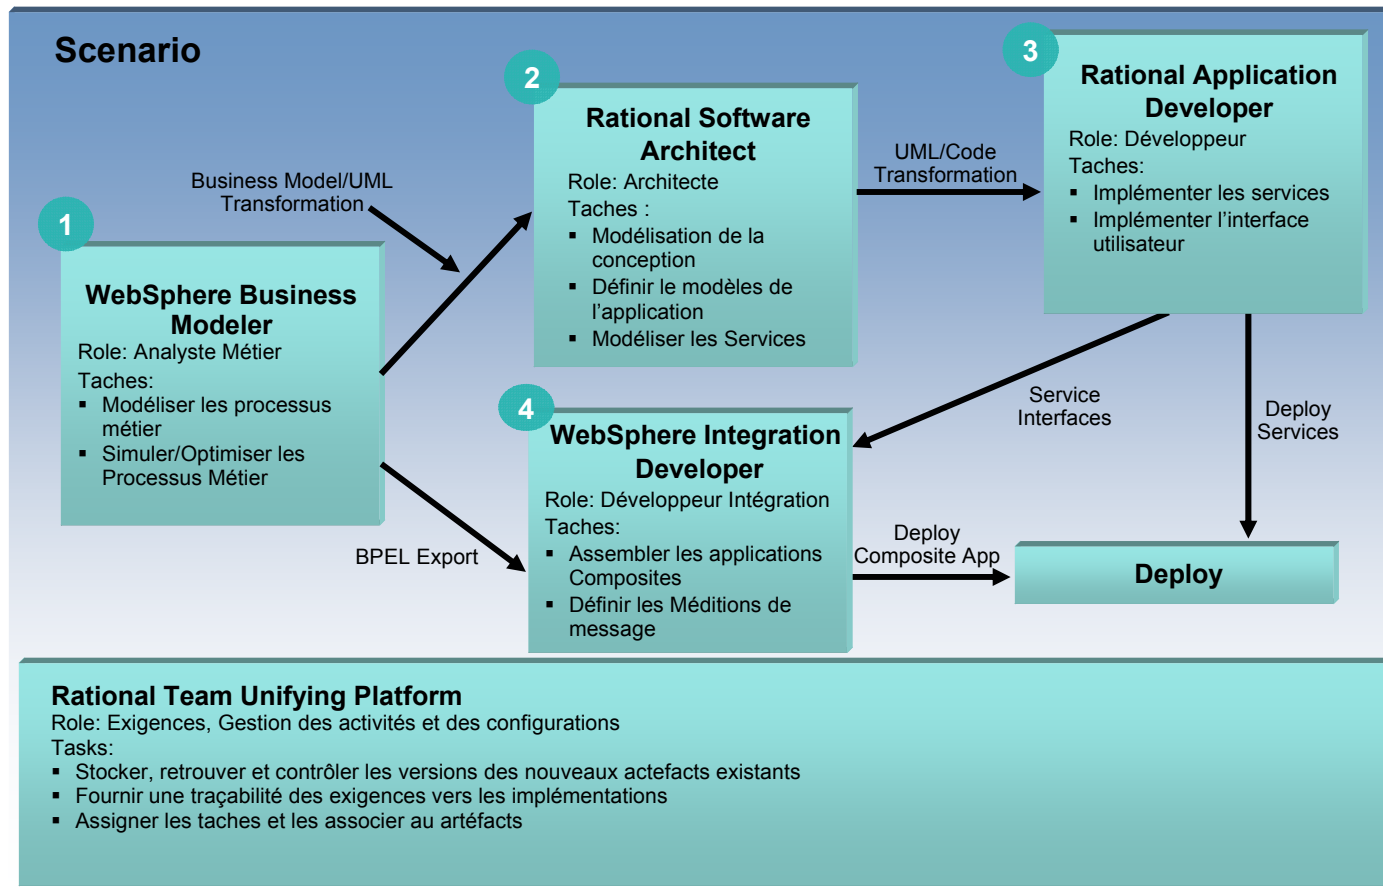 Scenario
1
WebSphere Business
Modeler
Role: Analyste Métier
Taches:
▪ Modéliser les processus
métier
▪ Simuler/Optimiser les
Processus Métier
Business Model/UML
Transformation
BPEL Export
2
Rational Software
Architect
Role: Architecte
Taches :
▪ Modélisation de la
conception
▪ Définir le modèles de
l’application
▪ Modéliser les Services
UML/Code
Transformation
3
Rational Application
Developer
Role: Développeur
Taches:
▪ Implémenter les services
▪ Implémenter l’interface
utilisateur
Service
Interfaces
Deploy
Services
4
WebSphere Integration
Developer
Role: Développeur Intégration
Taches:
▪ Assembler les applications
Composites
▪ Définir les Méditions de
message
Deploy
Composite App
Deploy
Rational Team Unifying Platform
Role: Exigences, Gestion des activités et des configurations
Tasks:
▪ Stocker, retrouver et contrôler les versions des nouveaux actefacts existants
▪ Fournir une traçabilité des exigences vers les implémentations
▪ Assigner les taches et les associer au artéfacts